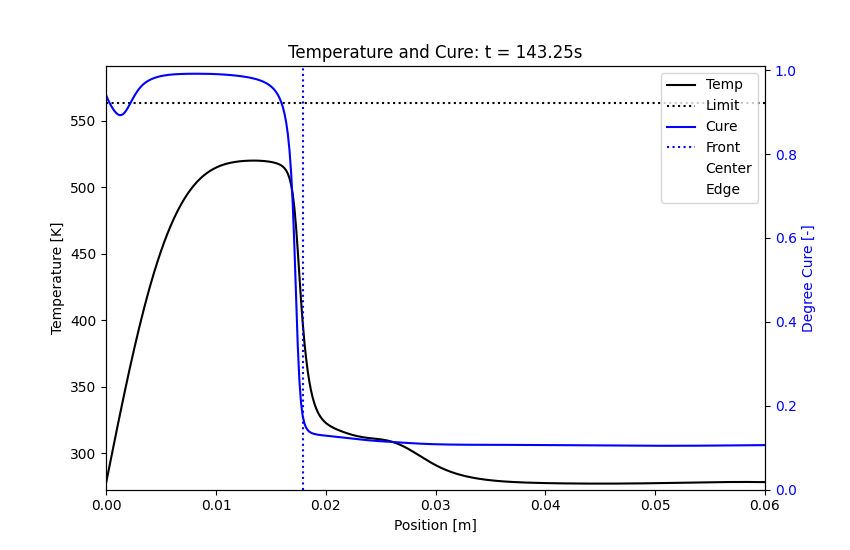 Temperature and Cure: t = 143.25s
Temperature [K]
550
500
450
400
350
300
0.00
0.01
0.02
0.03
0.04
0.05
0.06
Position [m]
1.0
0.8
0.6
0.4
0.2
0.0
Degree Cure [-]
Temp
Limit
Cure
Front
Center
Edge